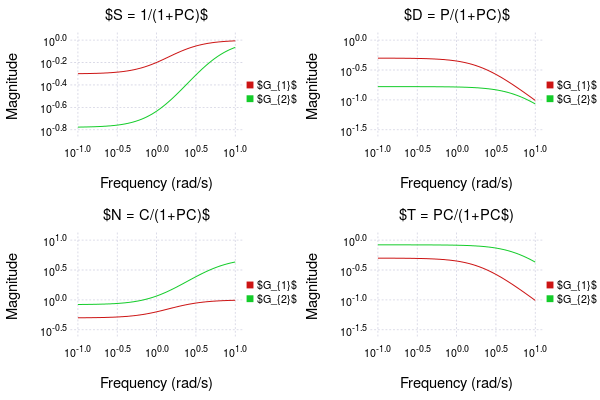 $S = 1/(1+PC)$
Magnitude
10^0.0
10^-0.2
10^-0.4
10^-0.6
10^-0.8
10^-1.0 10^-0.5 10^0.0 10^0.5 10^1.0
Frequency (rad/s)
$G_{1}$
$G_{2}$
$D = P/(1+PC)$
Magnitude
10^0.0
10^-0.5
10^-1.0
10^-1.5
10^-1.0 10^-0.5 10^0.0 10^0.5 10^1.0
Frequency (rad/s)
$G_{1}$
$G_{2}$
$N = C/(1+PC)$
Magnitude
10^1.0
10^0.5
10^0.0
10^-0.5
10^-1.0 10^-0.5 10^0.0 10^0.5 10^1.0
Frequency (rad/s)
$G_{1}$
$G_{2}$
$T = PC/(1+PC$)
Magnitude
10^0.0
10^-0.5
10^-1.0
10^-1.5
10^-1.0 10^-0.5 10^0.0 10^0.5 10^1.0
Frequency (rad/s)
$G_{1}$
$G_{2}$